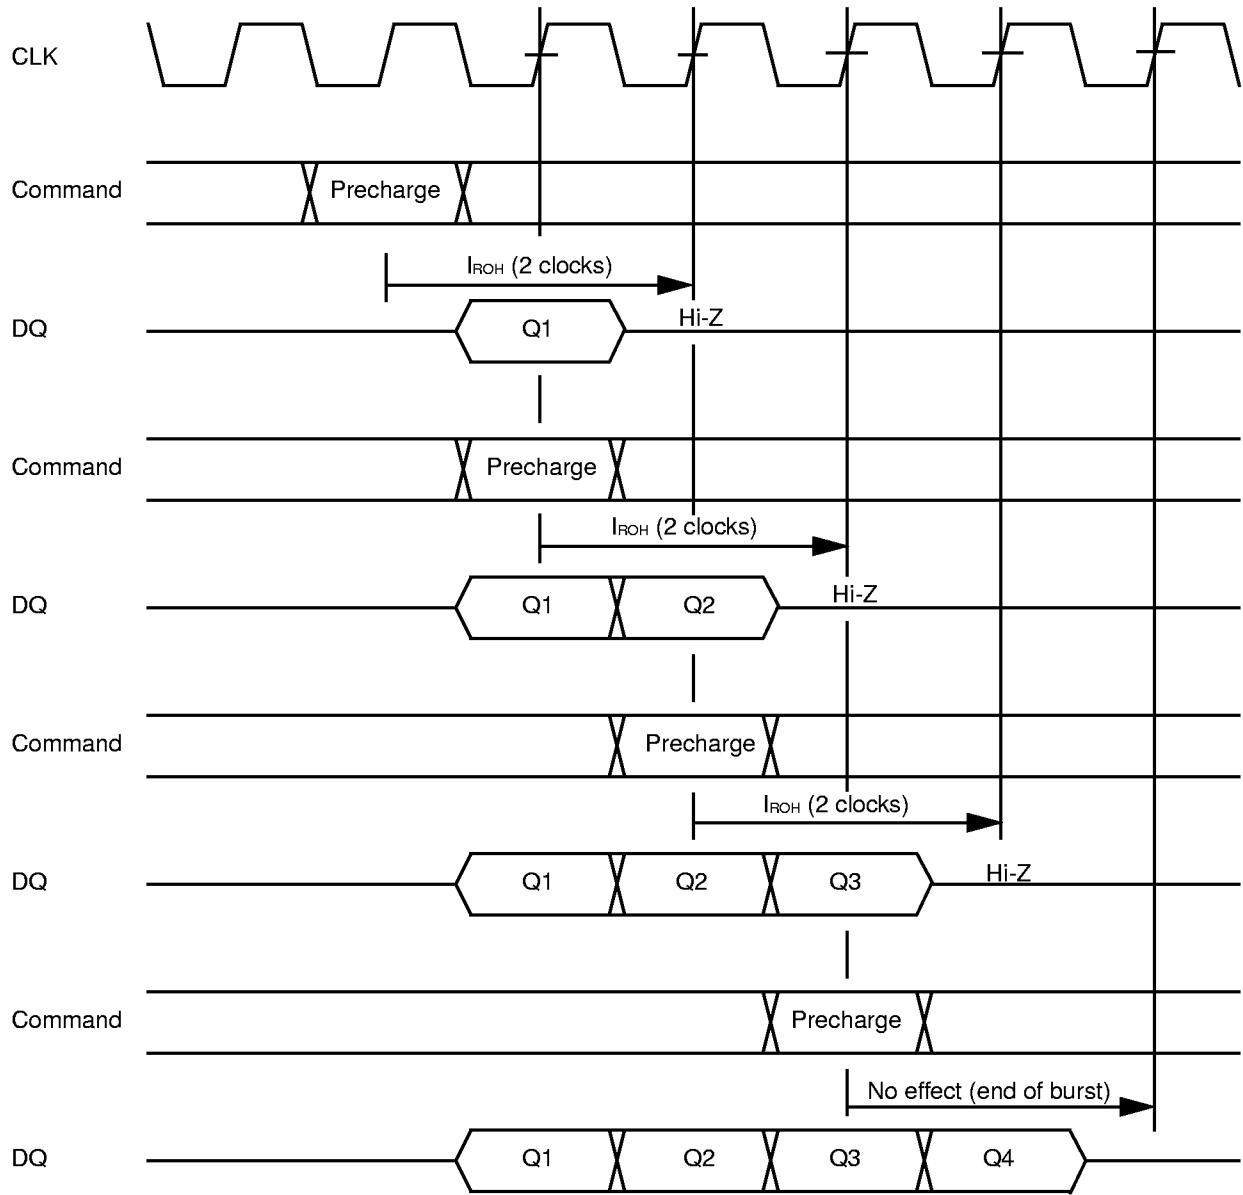 CLK
Command
Precharge
IROH (2 clocks)
DQ
Q1
Hi-Z
Command
Precharge
IROH (2 clocks)
DQ
Q1
Q2
Hi-Z
Command
Precharge
IROH (2 clocks)
DQ
Q1
Q2
Q3
Hi-Z
Command
Precharge
No effect (end of burst)
DQ
Q1
Q2
Q3
Q4